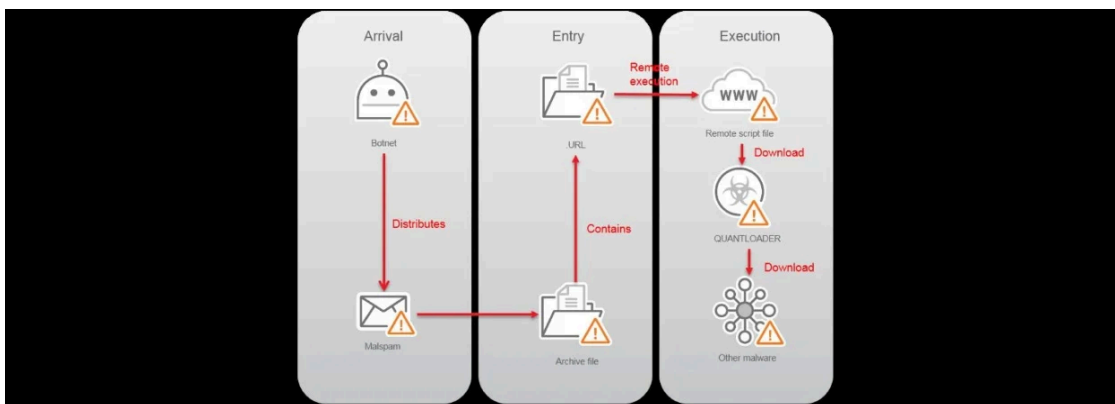 Arrival
Botnet
Distributes
Malspam
Entry
.URL
Contains
Archive file
Remote
execution
Execution
WWW
Remote script file
Download
QUANTLOADER
Download
Other malware